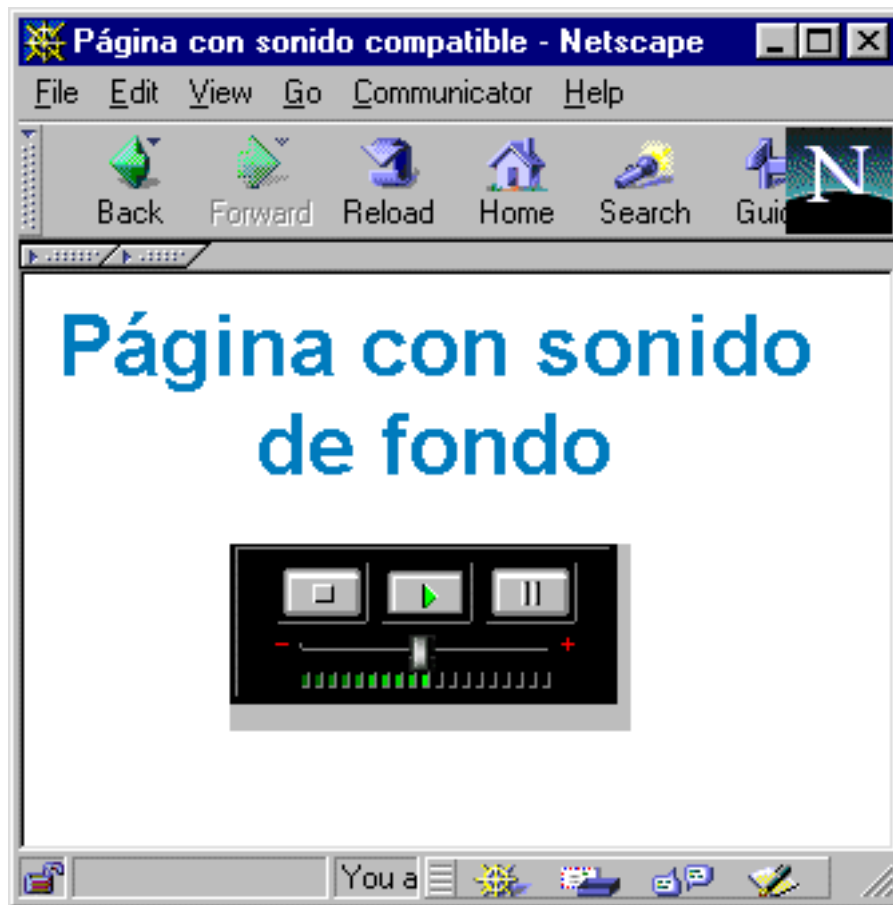 Página con sonido compatible - Netscape
File Edit View Go Communicator Help
Back Forward Reload Home Search Guid
N
Página con sonido
de fondo
- +
You a